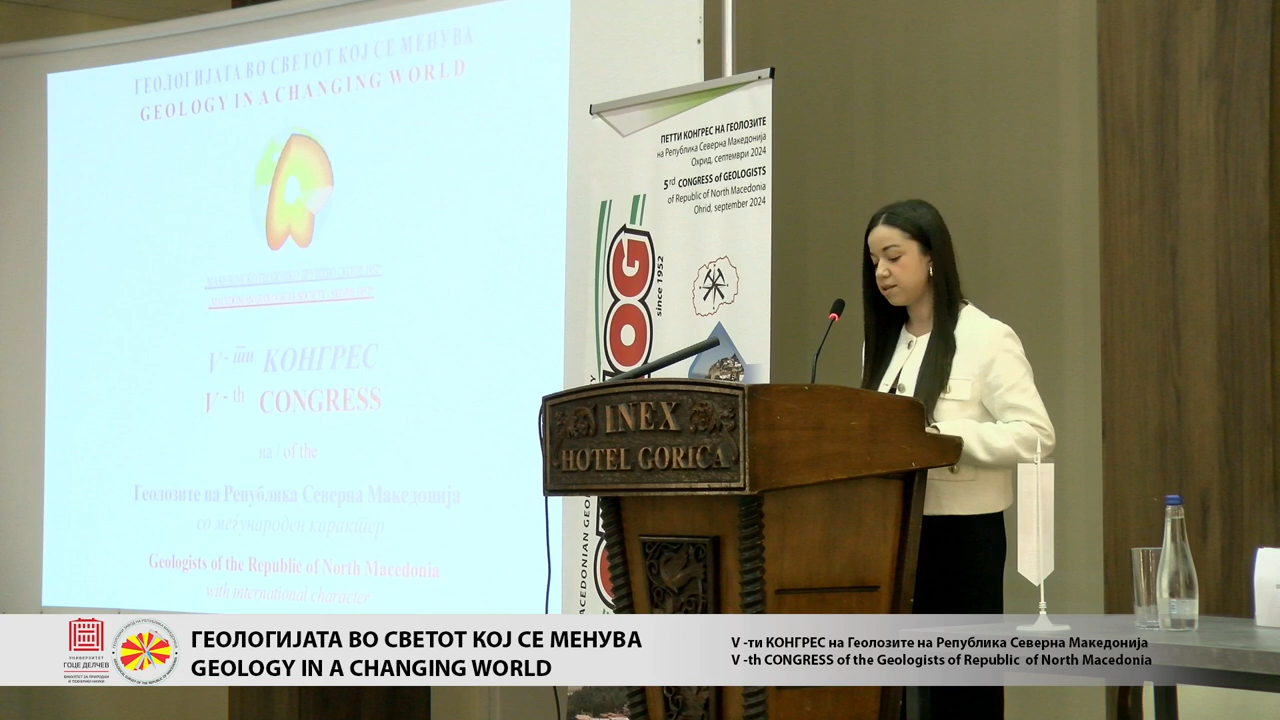 ГЕОЛОГИЈАТА ВО СВЕТОТ КОЈ СЕ МЕНУВА
GEOLOGY IN A CHANGING WORLD
V - ти КОНГРЕС
V - th CONGRESS
на / of the
Геолозите на Република Северна Македонија
со меѓународен карактер
Geologists of the Republic of North Macedonia
with international character
ПЕТТИ КОНГРЕС НА ГЕОЛОЗИТЕ
на Република Северна Македонија
Охрид, септември 2024
5rd CONGRESS of GEOLOGISTS
of Republic of North Macedonia
Ohrid, september 2024
OG
since 1952
INEX
HOTEL GORICA
УНИВЕРЗИТЕТ
ГОЦЕ ДЕЛЧЕВ
ГЕОЛОГИЈАТА ВО СВЕТОТ КОЈ СЕ МЕНУВА
GEOLOGY IN A CHANGING WORLD
V -ти КОНГРЕС на Геолозите на Република Северна Македонија
V -th CONGRESS of the Geologists of Republic of North Macedonia